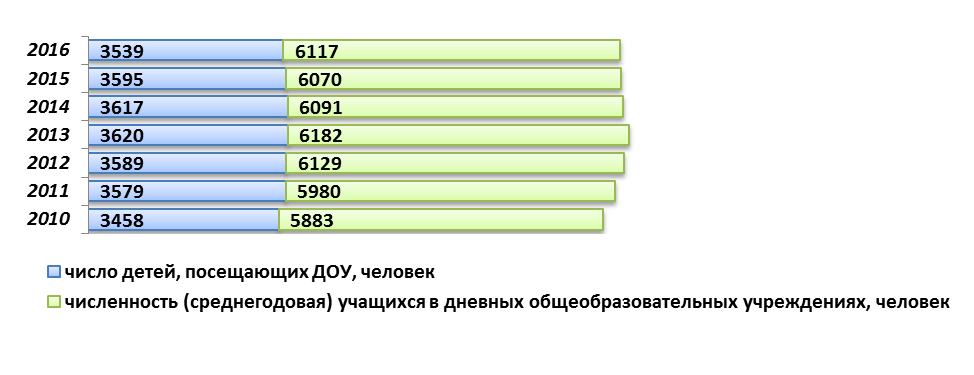 2016 3539 6117
2015 3595 6070
2014 3617 6091
2013 3620 6182
2012 3589 6129
2011 3579 5980
2010 3458 5883
число детей, посещающих ДОУ, человек
численность (среднегодовая) учащихся в дневных общеобразовательных учреждениях, человек